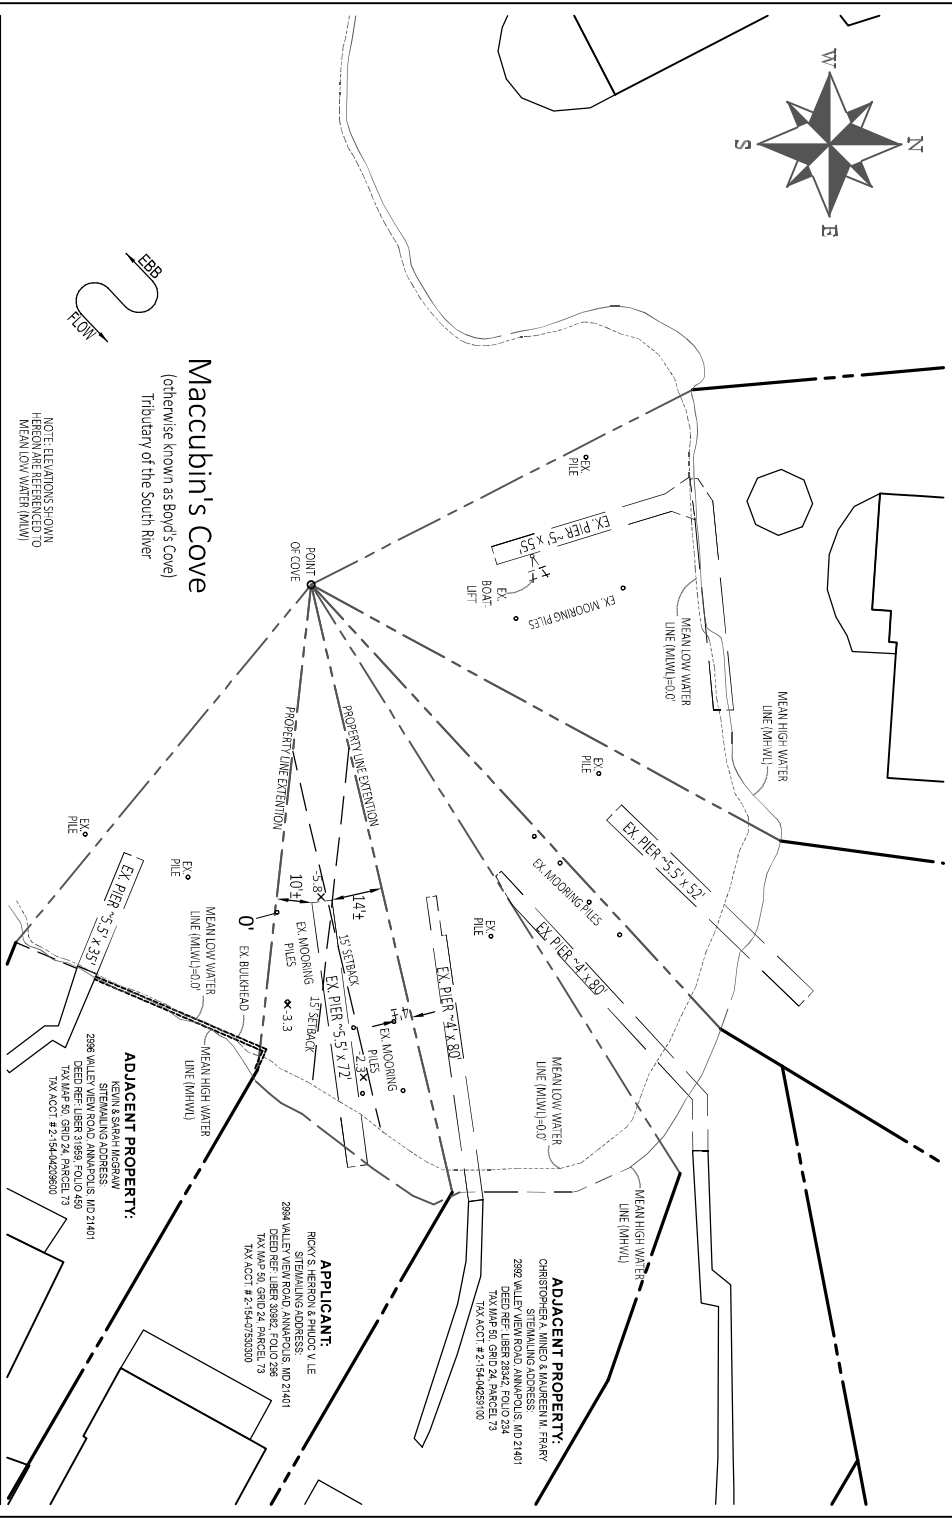 W
N
S
E
EBB
FLOW
Maccubin's Cove
(otherwise known as Boyd's Cove)
Tributary of the South River
NOTE: ELEVATIONS SHOWN
HEREON ARE REFERENCED TO
MEAN LOW WATER (MLW)
POINT
OF COVE
EX.
PILE
EX. PIER ~5' x 55'
EX.
BOAT
LIFT
EX. MOORING PILES
MEAN LOW WATER
LINE (MLWL)=0.0'
MEAN HIGH WATER
LINE (MHWL)
EX.
PILE
EX. PIER ~5.5' x 52'
EX. MOORING PILES
EX. PIER ~4' x 80'
EX.
PILE
PROPERTY LINE EXTENTION
PROPERTY LINE EXTENTION
14'±
-5.8
10'±
15' SETBACK
EX. MOORING
PILES
15' SETBACK
EX. PIER ~5.5' x 72'
EX. PIER ~4' x 80'
4'±
EX. MOORING
PILES
-2.3
-3.3
0'
EX. BULKHEAD
EX.
PILE
EX.
PILE
EX. PIER ~5.5' x 35'
MEAN LOW WATER
LINE (MLWL)=0.0'
MEAN HIGH WATER
LINE (MHWL)
MEAN LOW WATER
LINE (MLWL)=0.0'
MEAN HIGH WATER
LINE (MHWL)
ADJACENT PROPERTY:
CHRISTOPHER A. MINEO & MAUREEN M. FRARY
SITE/MAILING ADDRESS:
2992 VALLEY VIEW ROAD, ANNAPOLIS, MD 21401
DEED REF: LIBER 28342, FOLIO 234
TAX MAP 50, GRID 24, PARCEL 73
TAX ACCT. # 2-154-04259100
APPLICANT:
RICKY S. HERRON & PHUOC V. LE
SITE/MAILING ADDRESS:
2994 VALLEY VIEW ROAD, ANNAPOLIS, MD 21401
DEED REF: LIBER 30982, FOLIO 296
TAX MAP 50, GRID 24, PARCEL 73
TAX ACCT. # 2-154-07530300
ADJACENT PROPERTY:
KEVIN & SARAH McGRAW
SITE/MAILING ADDRESS:
2996 VALLEY VIEW ROAD, ANNAPOLIS, MD 21401
DEED REF: LIBER 31959, FOLIO 450
TAX MAP 50, GRID 24, PARCEL 73
TAX ACCT. # 2-154-04209600